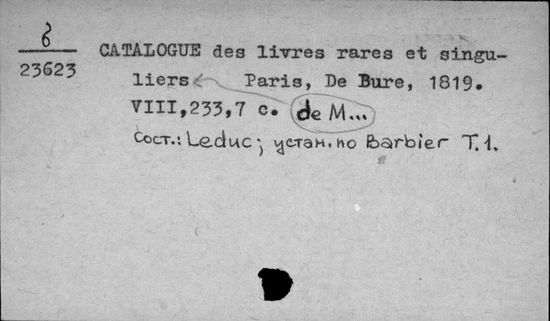 б
23623
CATALOGUE des livres rares et singu-
liers Paris, De Bure, 1819.
VIII,233,7 с. de M...
Сост.: Leduc; устан. по Barbier T.1.